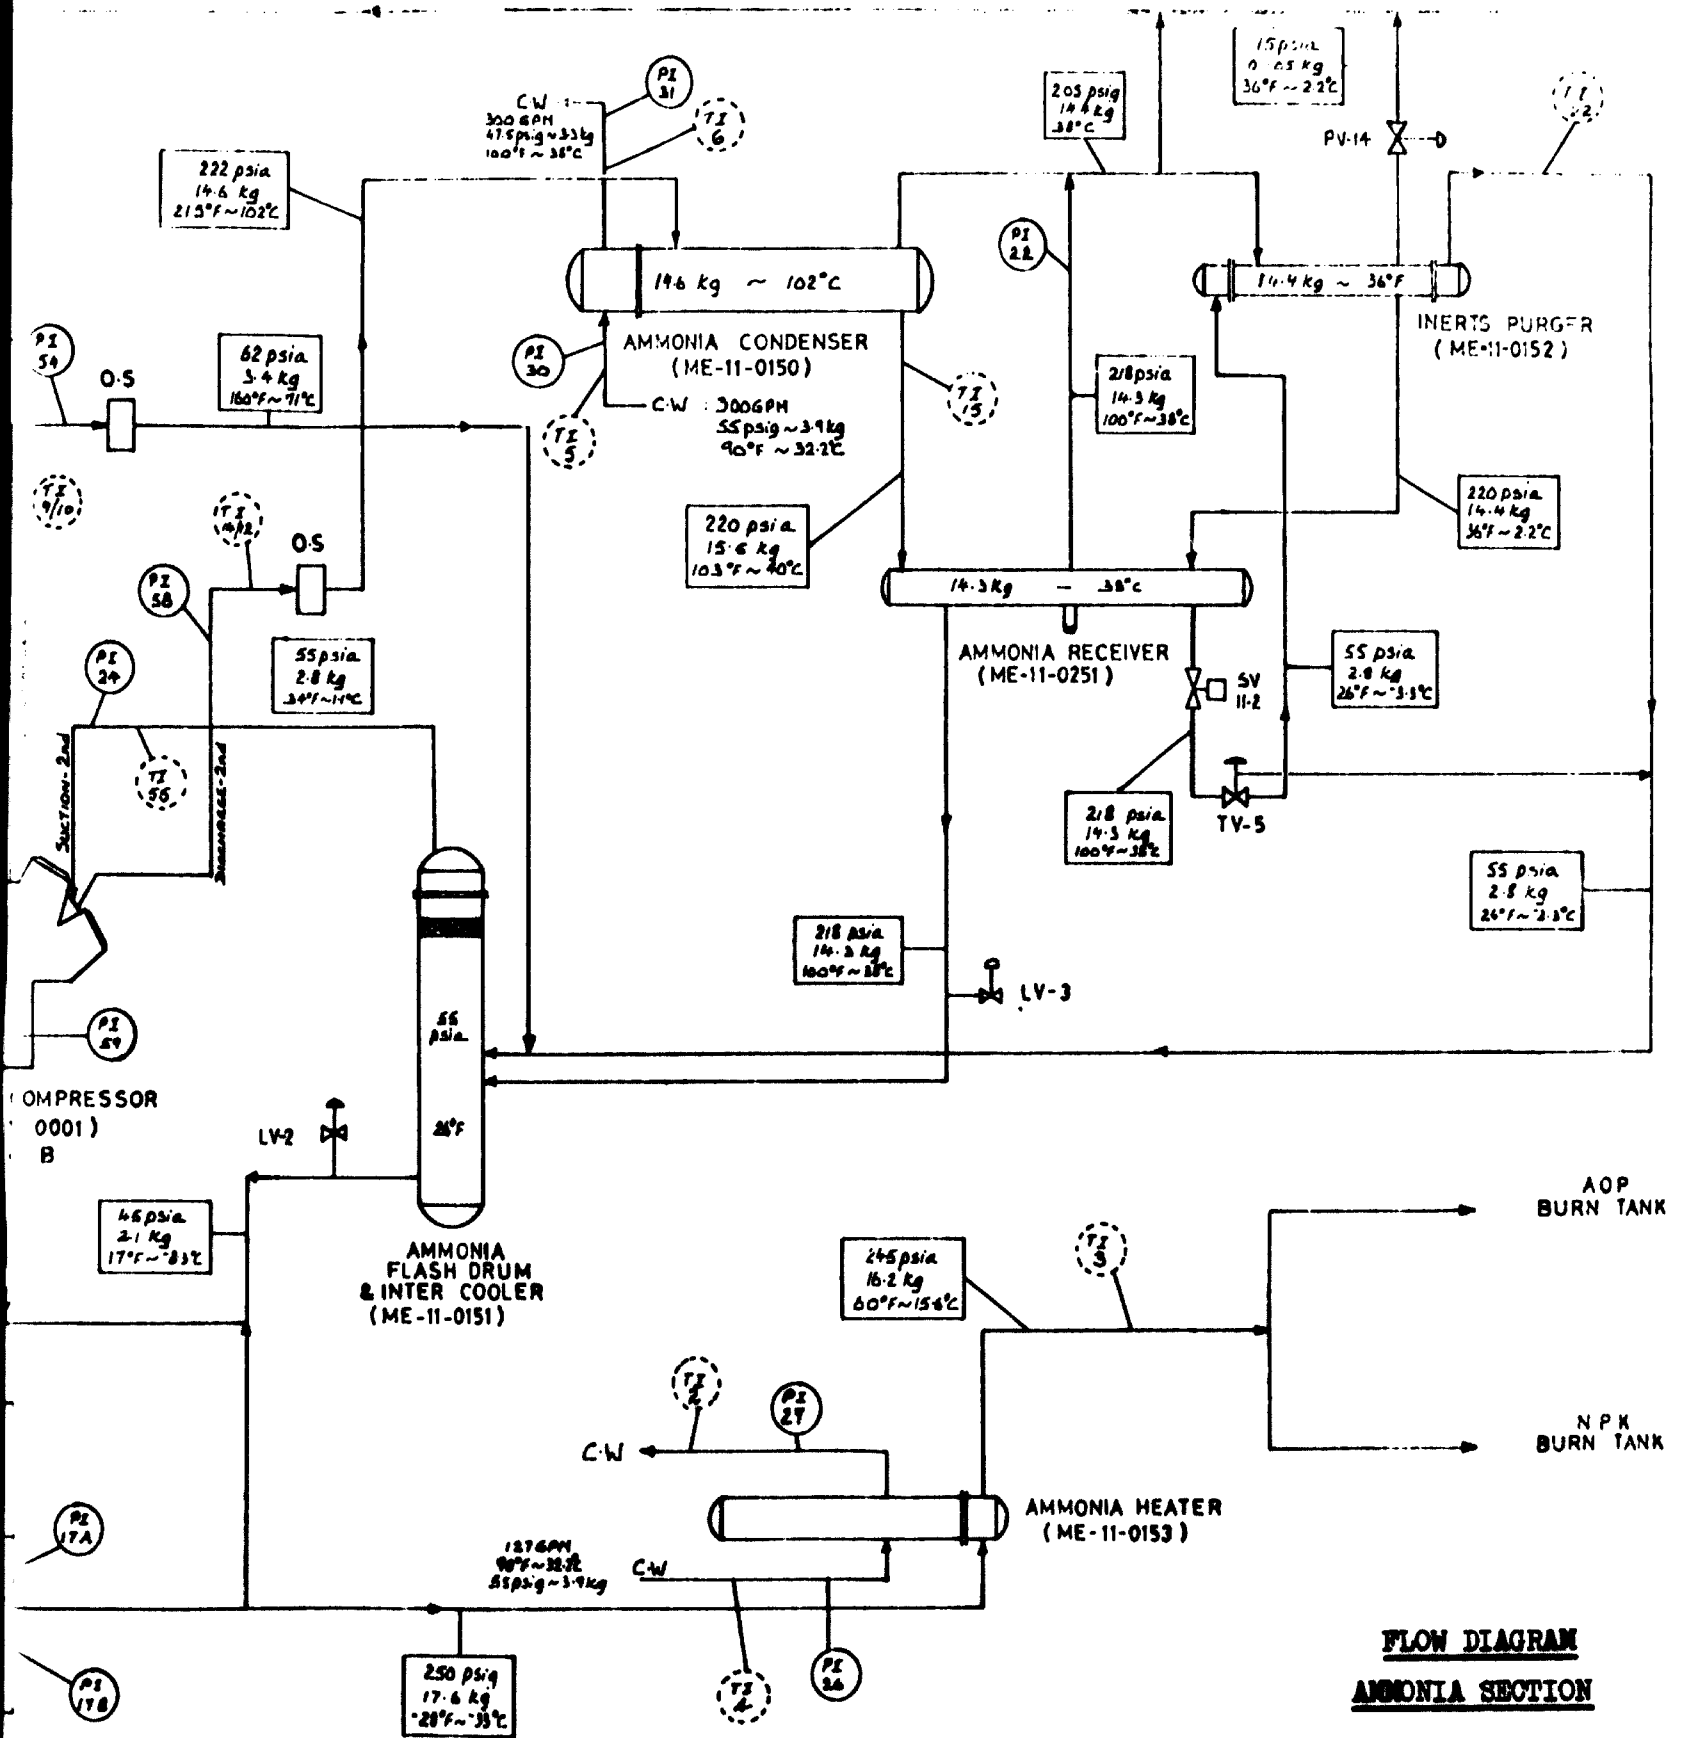 C.W
300 GPM
47.5 psig ~ 3.3 kg
100°F ~ 38°C
PI
31
TI
6
205 psig
14.4 kg
38°C
15 psia
36°F ~ 2.2°C
PV-14
222 psia
14.6 kg
215°F ~ 102°C
14.6 kg ~ 102°C
AMMONIA CONDENSER
(ME-11-0150)
PI
22
14.4 kg ~ 36°F
INERTS PURGER
(ME-11-0152)
PI
54
O.S
62 psia
3.4 kg
160°F ~ 71°C
PI
30
TI
5
C.W : 300GPM
55 psig ~ 3.9 kg
90°F ~ 32.2°C
TI
15
218 psia
14.3 kg
100°F ~ 38°C
TI
9/10
O.S
220 psia
15.6 kg
103°F ~ 40°C
220 psia
14.4 kg
36°F ~ 2.2°C
PI
58
14.3 Kg – 38°C
AMMONIA RECEIVER
(ME-11-0251)
SV
11-2
55 psia
2.8 kg
26°F ~ -3.3°C
PI
24
55 psia
2.8 kg
SUCTION-2nd
TI
56
218 psia
14.3 kg
100°F ~ 38°C
TV-5
55 psia
2.8 kg
26°F ~ -3.3°C
218 psia
14.3 kg
100°F ~ 38°C
LV-3
55
psia
26°F
PI
59
OMPRESSOR
0001)
B
LV-2
45 psia
2.1 kg
17°F ~ -8.3°C
AMMONIA
FLASH DRUM
& INTER COOLER
(ME-11-0151)
245 psia
16.2 kg
60°F ~ 15.6°C
TI
3
AOP
BURN TANK
NPK
BURN TANK
TI
2
PI
27
C.W
AMMONIA HEATER
(ME-11-0153)
PI
17A
127 GPM
90°F ~ 32.2°C
55 psig ~ 3.9 kg
C.W
PI
17B
250 psig
17.6 kg
-28°F ~ -33°C
TI
4
PI
26
FLOW DIAGRAM
AMMONIA SECTION